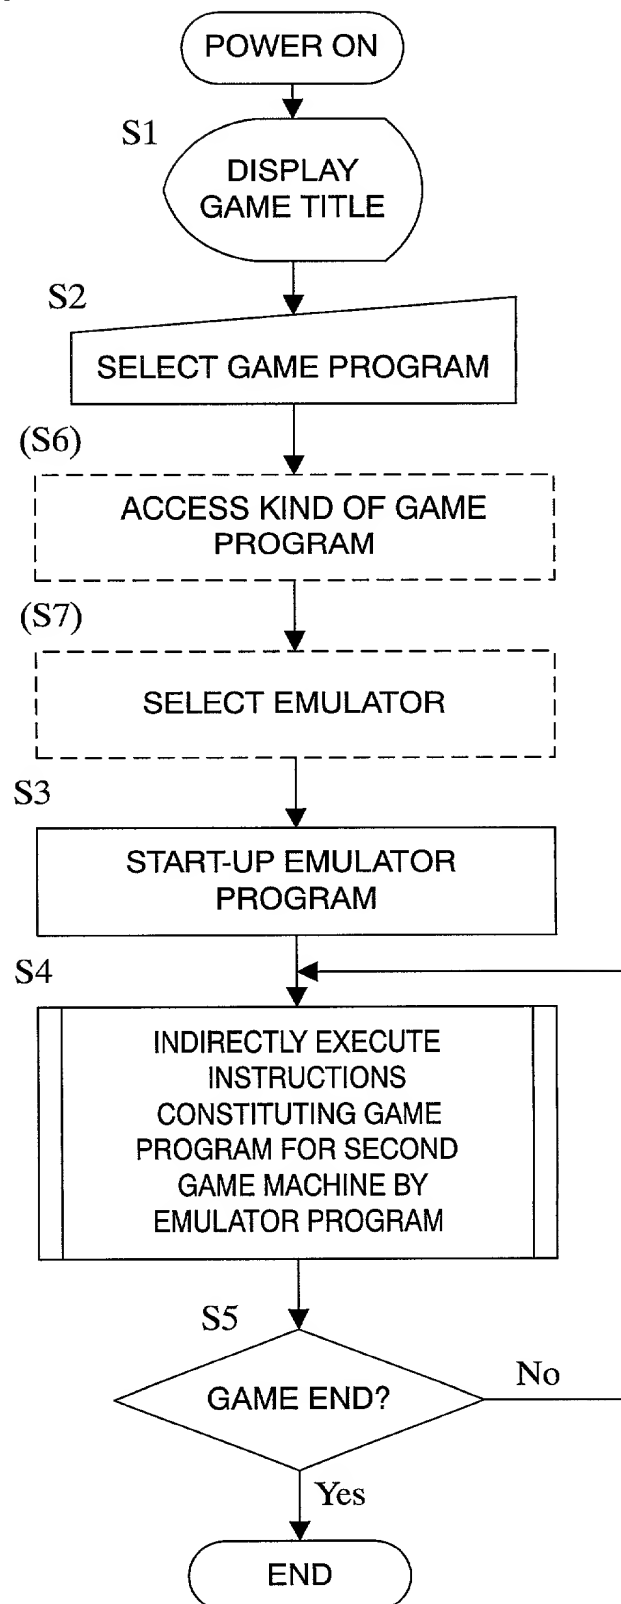 POWER ON
S1
DISPLAY
GAME TITLE
S2
SELECT GAME PROGRAM
(S6)
ACCESS KIND OF GAME
PROGRAM
(S7)
SELECT EMULATOR
S3
START-UP EMULATOR
PROGRAM
S4
INDIRECTLY EXECUTE
INSTRUCTIONS
CONSTITUTING GAME
PROGRAM FOR SECOND
GAME MACHINE BY
EMULATOR PROGRAM
S5
GAME END?
No
Yes
END